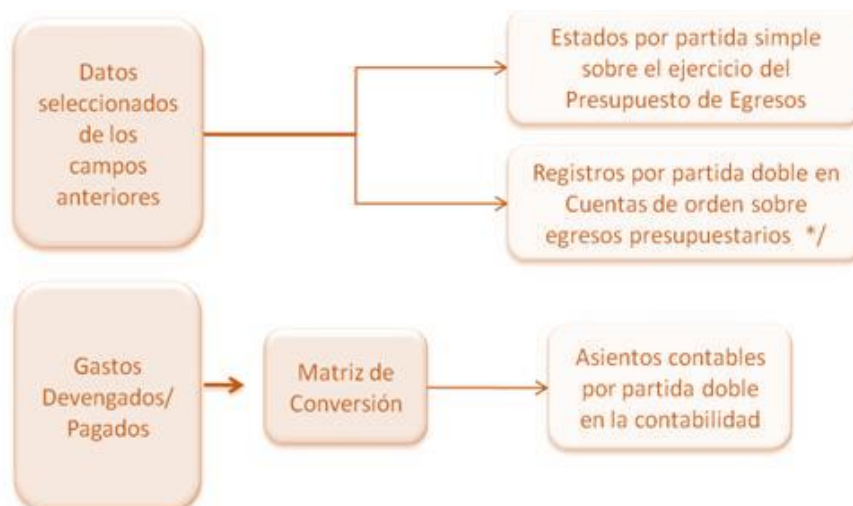 Datos
seleccionados
de los
campos
anteriores
Estados por partida simple
sobre el ejercicio del
Presupuesto de Egresos
Registros por partida doble en
Cuentas de orden sobre
egresos presupuestarios */
Gastos
Devengados/
Pagados
Matriz de
Conversión
Asientos contables
por partida doble
en la contabilidad